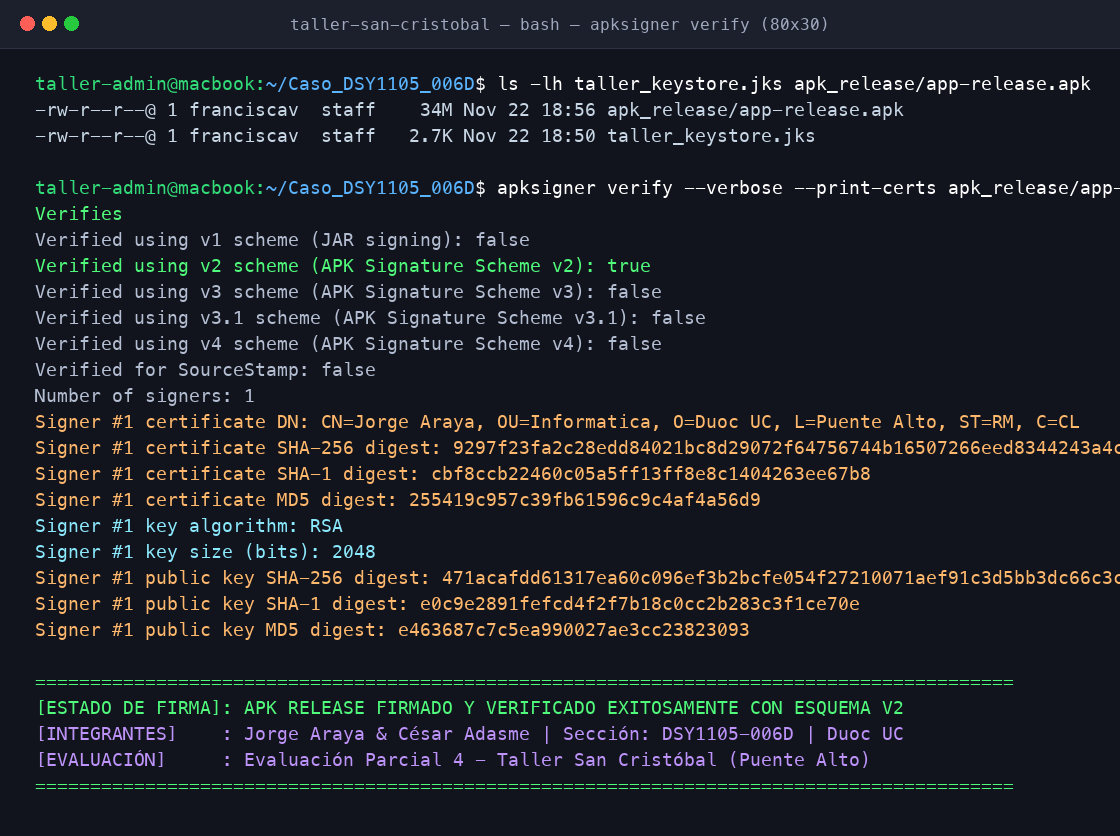 taller-san-cristobal — bash — apksigner verify (80x30)
taller-admin@macbook:~/Caso_DSY1105_006D$ ls -lh taller_keystore.jks apk_release/app-release.apk
-rw-r--r--@ 1 franciscav  staff    34M Nov 22 18:56 apk_release/app-release.apk
-rw-r--r--@ 1 franciscav  staff   2.7K Nov 22 18:50 taller_keystore.jks
taller-admin@macbook:~/Caso_DSY1105_006D$ apksigner verify --verbose --print-certs apk_release/app-
Verifies
Verified using v1 scheme (JAR signing): false
Verified using v2 scheme (APK Signature Scheme v2): true
Verified using v3 scheme (APK Signature Scheme v3): false
Verified using v3.1 scheme (APK Signature Scheme v3.1): false
Verified using v4 scheme (APK Signature Scheme v4): false
Verified for SourceStamp: false
Number of signers: 1
Signer #1 certificate DN: CN=Jorge Araya, OU=Informatica, O=Duoc UC, L=Puente Alto, ST=RM, C=CL
Signer #1 certificate SHA-256 digest: 9297f23fa2c28edd84021bc8d29072f64756744b16507266eed8344243a4c
Signer #1 certificate SHA-1 digest: cbf8ccb22460c05a5ff13ff8e8c1404263ee67b8
Signer #1 certificate MD5 digest: 255419c957c39fb61596c9c4af4a56d9
Signer #1 key algorithm: RSA
Signer #1 key size (bits): 2048
Signer #1 public key SHA-256 digest: 471acafdd61317ea60c096ef3b2bcfe054f27210071aef91c3d5bb3dc66c3c
Signer #1 public key SHA-1 digest: e0c9e2891fefcd4f2f7b18c0cc2b283c3f1ce70e
Signer #1 public key MD5 digest: e463687c7c5ea990027ae3cc23823093
=========================================================================================
[ESTADO DE FIRMA]: APK RELEASE FIRMADO Y VERIFICADO EXITOSAMENTE CON ESQUEMA V2
[INTEGRANTES]    : Jorge Araya & César Adasme | Sección: DSY1105-006D | Duoc UC
[EVALUACIÓN]     : Evaluación Parcial 4 - Taller San Cristóbal (Puente Alto)
=========================================================================================